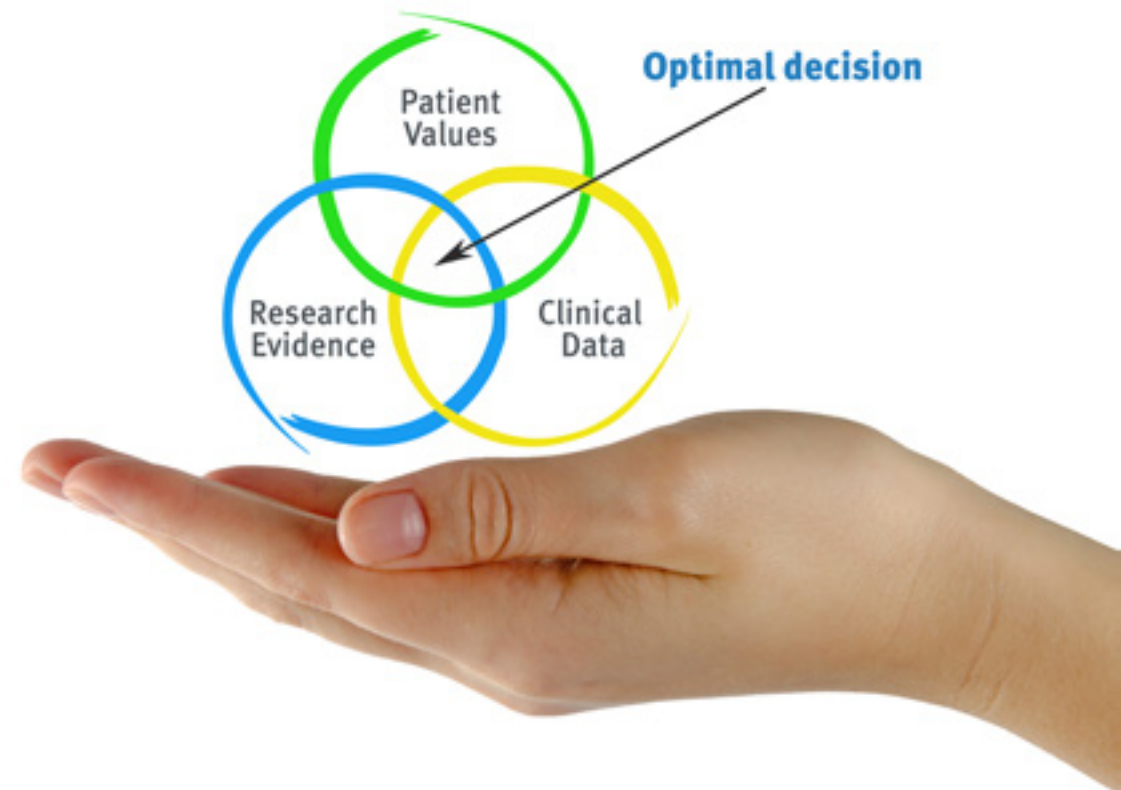 Optimal decision
Patient
Values
Research
Evidence
Clinical
Data